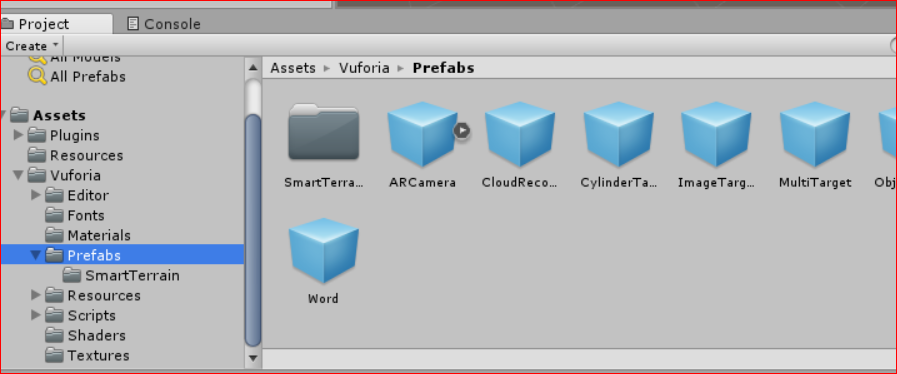 Project
Console
Create
All Models
All Prefabs
Assets
Plugins
Resources
Vuforia
Editor
Fonts
Materials
Prefabs
SmartTerrain
Resources
Scripts
Shaders
Textures
Assets Vuforia Prefabs
SmartTerra...
ARCamera
CloudReco...
CylinderTa...
ImageTarg...
MultiTarget
Obj
Word